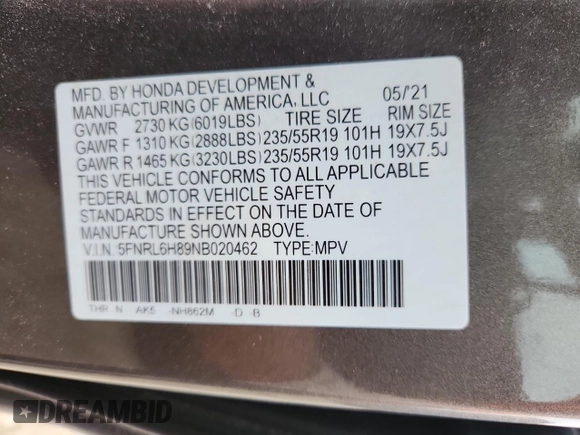 MFD. BY HONDA DEVELOPMENT &
MANUFACTURING OF AMERICA, LLC 05/'21
GVWR 2730 KG (6019LBS) TIRE SIZE RIM SIZE
GAWR F 1310 KG (2888LBS) 235/55R19 101H 19X7.5J
GAWR R 1465 KG (3230LBS) 235/55R19 101H 19X7.5J
THIS VEHICLE CONFORMS TO ALL APPLICABLE
FEDERAL MOTOR VEHICLE SAFETY
STANDARDS IN EFFECT ON THE DATE OF
MANUFACTURE SHOWN ABOVE.
V.I.N.:5FNRL6H89NB020462 TYPE:MPV
THR N AK5 -NH862M -D -B
DREAMBID